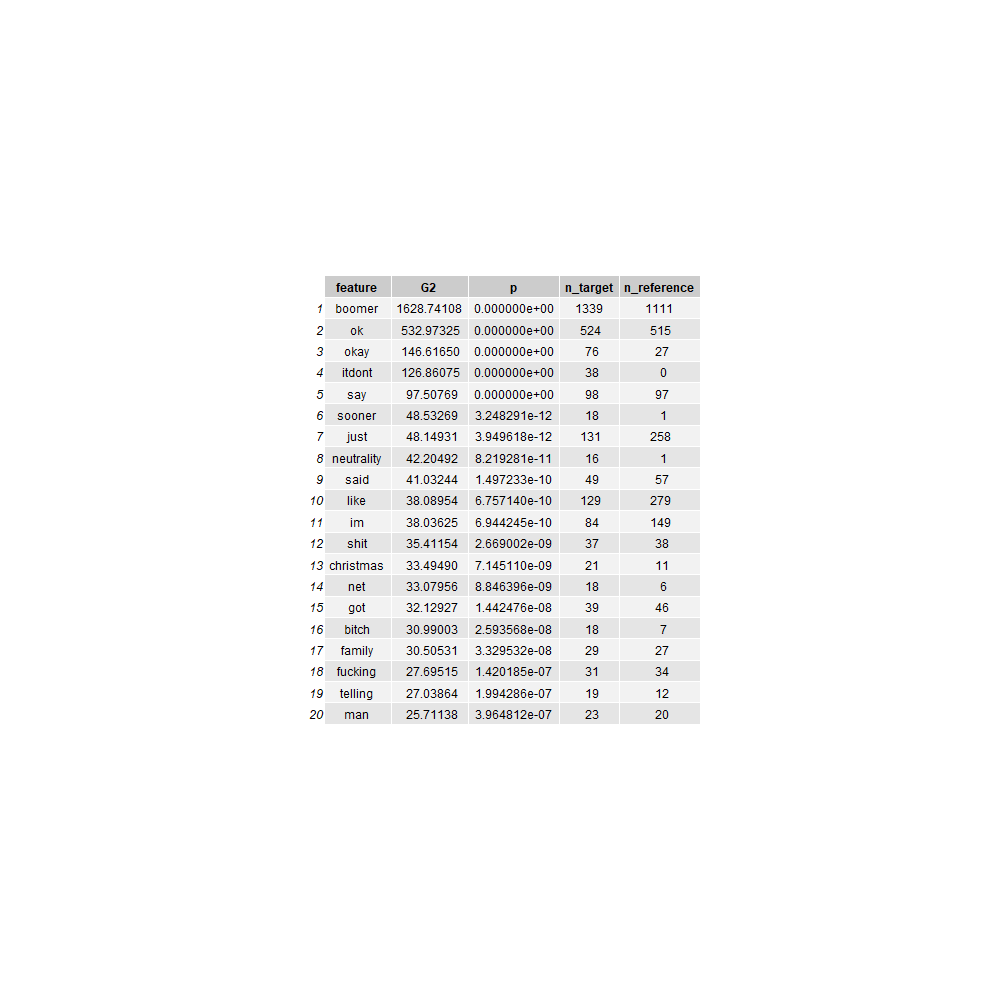 feature G2 p n_target n_reference
1 boomer 1628.74108 0.000000e+00 1339 1111
2 ok 532.97325 0.000000e+00 524 515
3 okay 146.61650 0.000000e+00 76 27
4 itdont 126.86075 0.000000e+00 38 0
5 say 97.50769 0.000000e+00 98 97
6 sooner 48.53269 3.248291e-12 18 1
7 just 48.14931 3.949618e-12 131 258
8 neutrality 42.20492 8.219281e-11 16 1
9 said 41.03244 1.497233e-10 49 57
10 like 38.08954 6.757140e-10 129 279
11 im 38.03625 6.944245e-10 84 149
12 shit 35.41154 2.669002e-09 37 38
13 christmas 33.49490 7.145110e-09 21 11
14 net 33.07956 8.846396e-09 18 6
15 got 32.12927 1.442476e-08 39 46
16 bitch 30.99003 2.593568e-08 18 7
17 family 30.50531 3.329532e-08 29 27
18 fucking 27.69515 1.420185e-07 31 34
19 telling 27.03864 1.994286e-07 19 12
20 man 25.71138 3.964812e-07 23 20